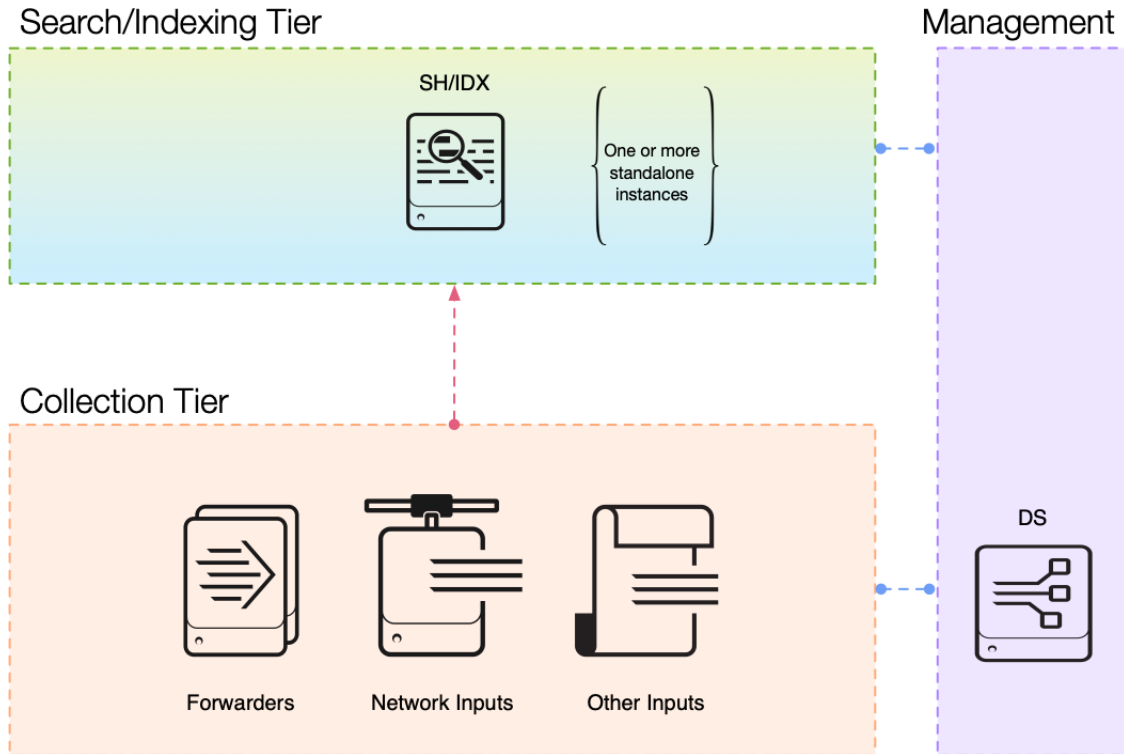 Search/Indexing Tier
Management
SH/IDX
One or more
standalone
instances
Collection Tier
DS
Forwarders
Network Inputs
Other Inputs